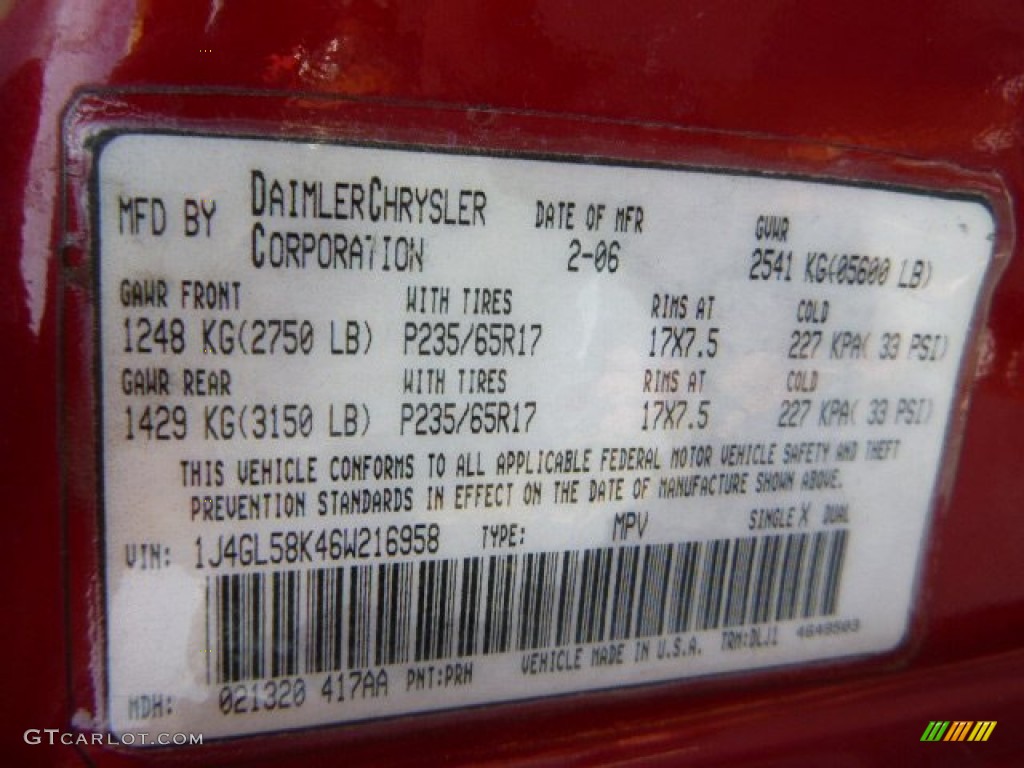 MFD BY DAIMLERCHRYSLER CORPORATION DATE OF MFR 2-06 GVWR 2541 KG(05600 LB)
GAWR FRONT WITH TIRES RIMS AT COLD
1248 KG(2750 LB) P235/65R17 17X7.5 227 KPA( 33 PSI)
GAWR REAR WITH TIRES RIMS AT COLD
1429 KG(3150 LB) P235/65R17 17X7.5 227 KPA( 33 PSI)
THIS VEHICLE CONFORMS TO ALL APPLICABLE FEDERAL MOTOR VEHICLE SAFETY AND THEFT
PREVENTION STANDARDS IN EFFECT ON THE DATE OF MANUFACTURE SHOWN ABOVE.
VIN: 1J4GL58K46W216958 TYPE: MPV SINGLE X DUAL
MDH: 021320 417AA PNT:PRH VEHICLE MADE IN U.S.A. TRM:DLJ1 4648503
GTCARLOT.COM